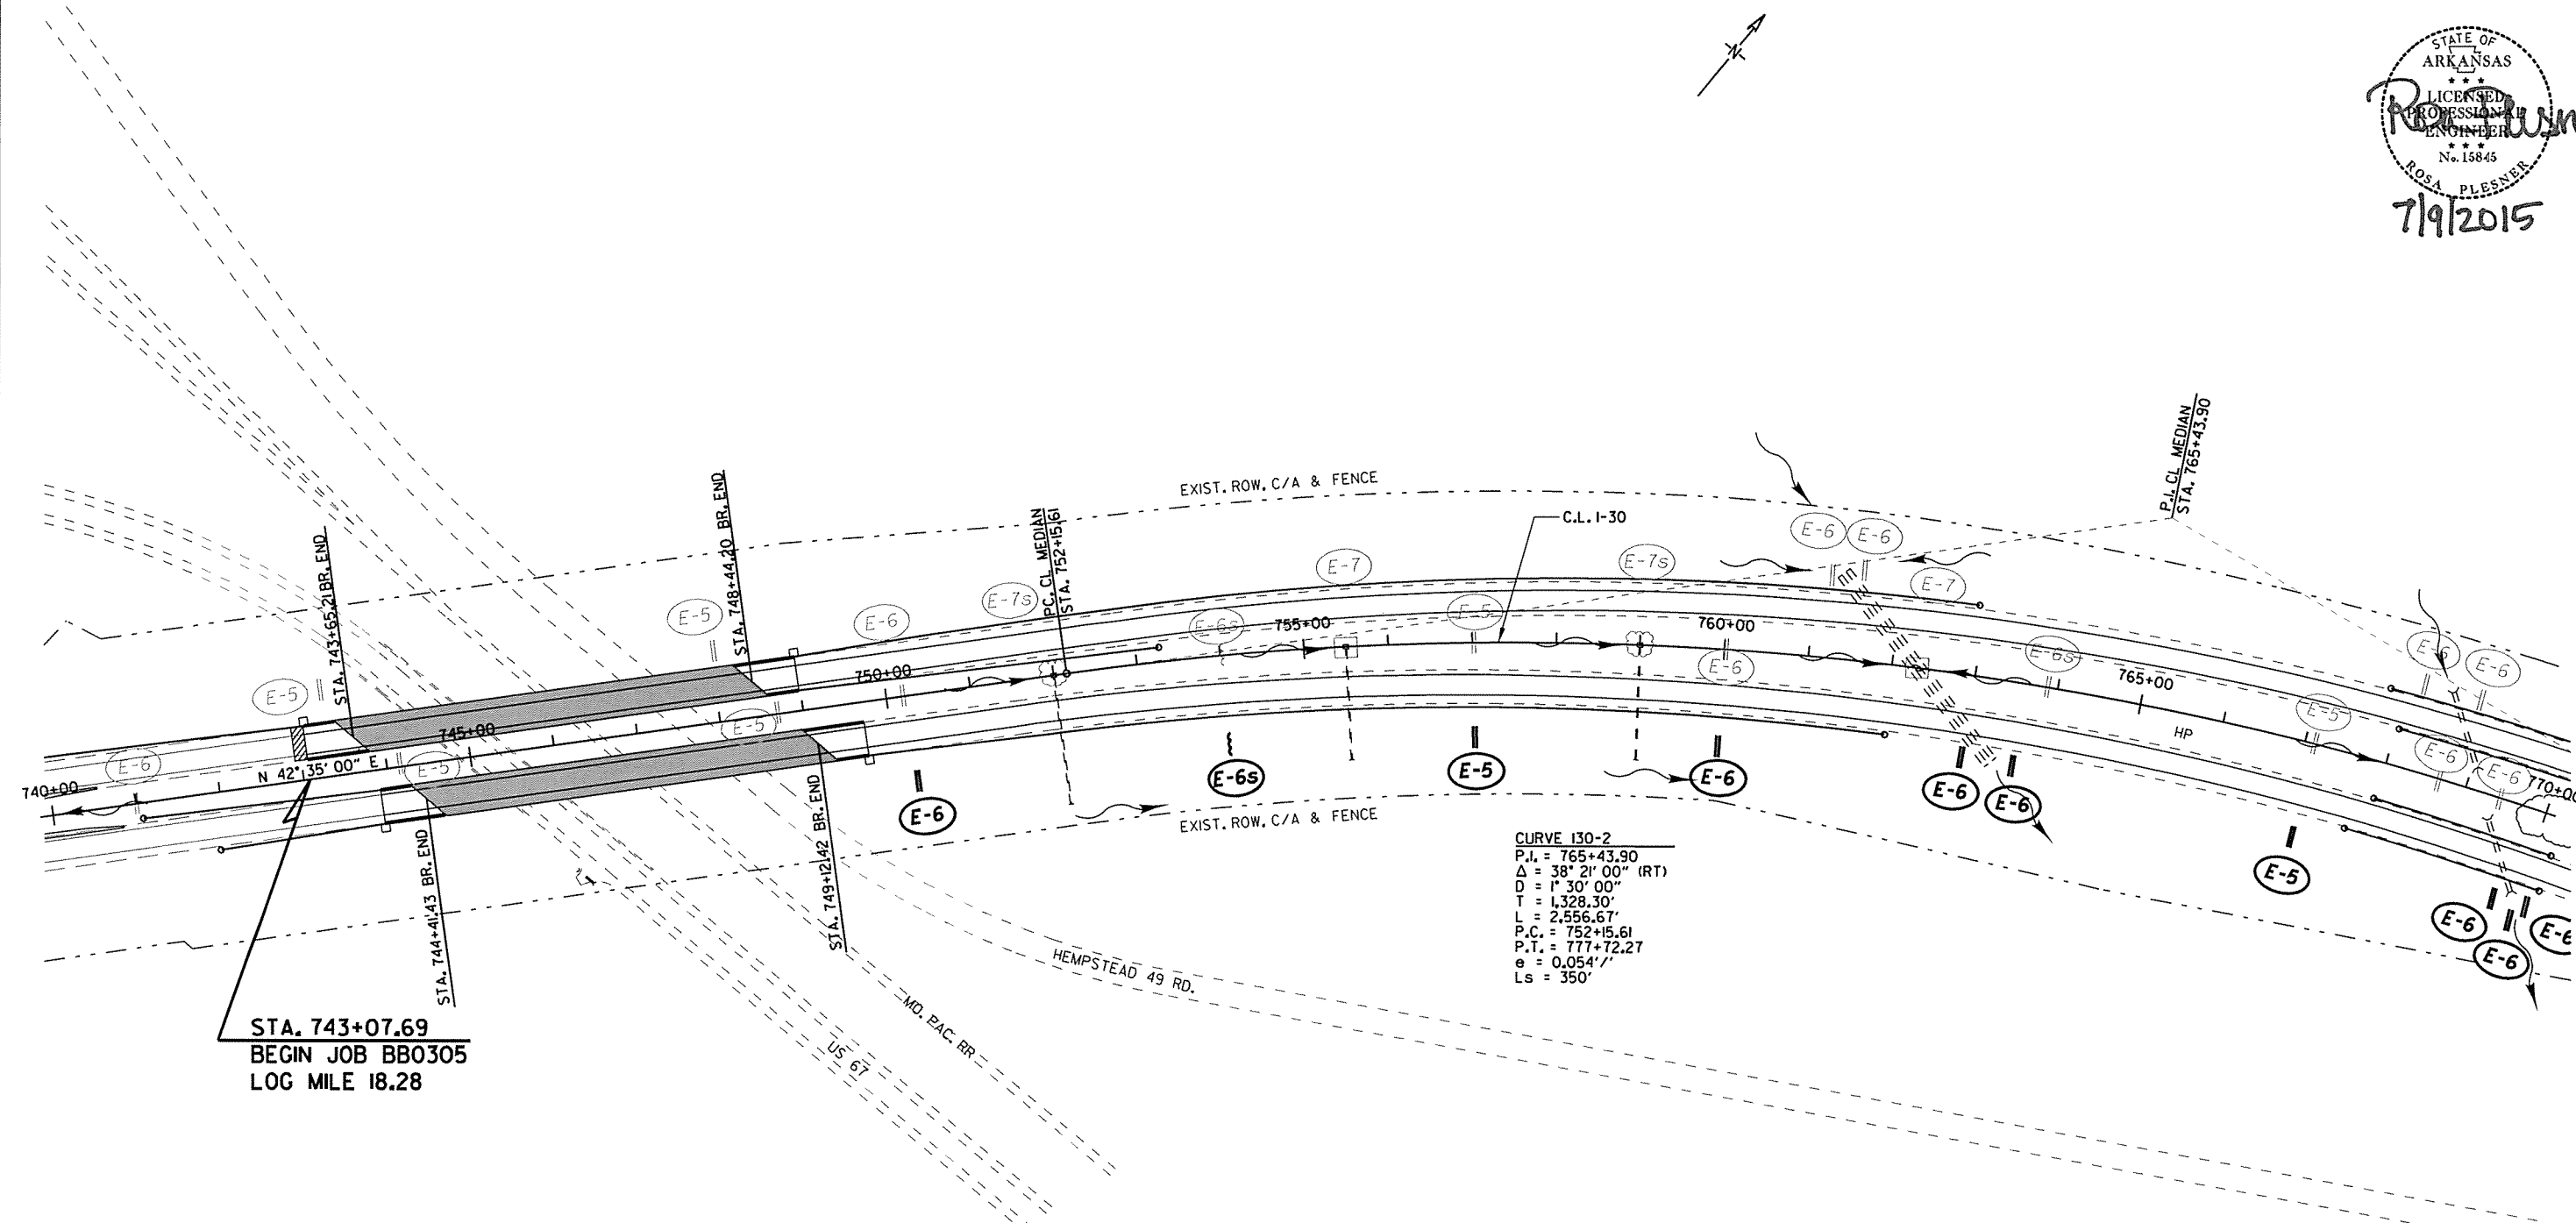 N
STATE OF
ARKANSAS
LICENSED
PROFESSIONAL
ENGINEER
No. 15845
ROSA PLESNER
7/9/2015
P.I. CL MEDIAN
STA. 765+43.90
EXIST. ROW. C/A & FENCE
C.L. I-30
STA. 743+65.21 BR. END
STA. 748+44.20 BR. END
PC. CL MEDIAN
STA. 752+15.61
E-6
E-6
E-7
E-7s
E-7
E-7s
E-5
E-6
E-5
E-6s
755+00
E-5
760+00
E-6
E-6s
765+00
E-5
HP
E-6
E-6
E-6
E-6
770+00
750+00
E-5
745+00
E-5
E-6
N 42° 35' 00" E
740+00
E-6
E-6s
E-5
E-6
E-6
E-6
E-5
E-6
E-6
E-6
EXIST. ROW. C/A & FENCE
STA. 744+41.43 BR. END
STA. 749+12.42 BR. END
CURVE 130-2
P.I. = 765+43.90
Δ = 38° 21' 00" (RT)
D = 1° 30' 00"
T = 1,328.30'
L = 2,556.67'
P.C. = 752+15.61
P.T. = 777+72.27
e = 0.054'/'
Ls = 350'
HEMPSTEAD 49 RD.
MO. PAC. RR
US 67
STA. 743+07.69
BEGIN JOB BB0305
LOG MILE 18.28